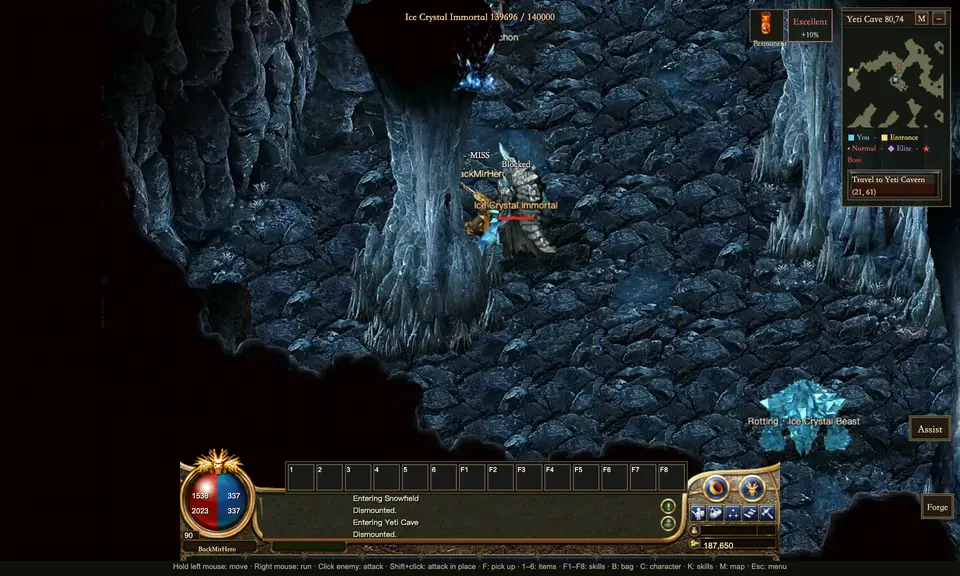 Ice Crystal Immortal 139696 / 140000
chon
Permanent
Excellent
+10%
Yeti Cave 80,74
M
–
You · Entrance
Normal · Elite ·
Boss
Travel to Yeti Cavern
(21, 61)
MISS
Blocked
ackMirHero
Ice Crystal Immortal
Rotting · Ice Crystal Beast
Assist
Forge
1 2 3 4 5 6 F1 F2 F3 F4 F5 F6 F7 F8
1536 337
2023 337
90
BackMirHero
Entering Snowfield
Dismounted.
Entering Yeti Cave
Dismounted.
187,650
Hold left mouse: move · Right mouse: run · Click enemy: attack · Shift+click: attack in place · F: pick up · 1–6: items · F1–F8: skills · B: bag · C: character · K: skills · M: map · Esc: menu